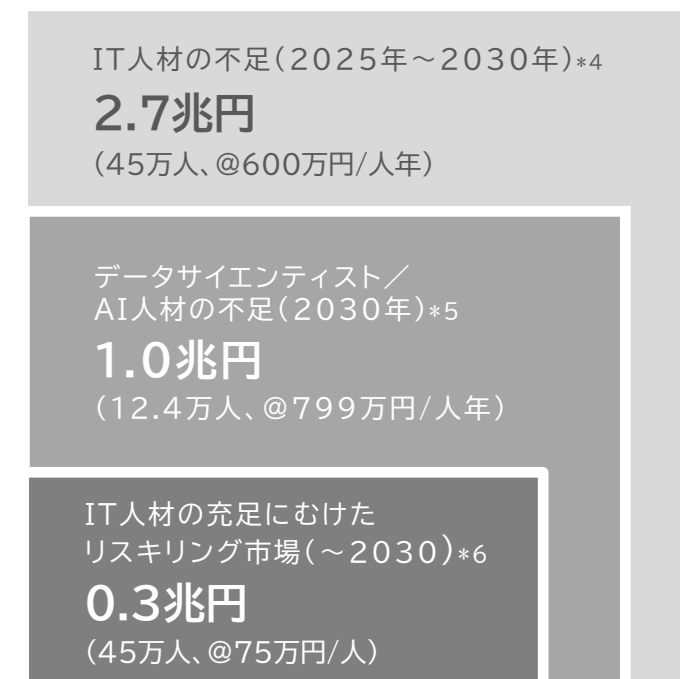 IT人材の不足(2025年～2030年)*4
2.7兆円
(45万人、@600万円/人年)
データサイエンティスト／
AI人材の不足(2030年)*5
1.0兆円
(12.4万人、@799万円/人年)
IT人材の充足にむけた
リスキリング市場(～2030)*6
0.3兆円
(45万人、@75万円/人)